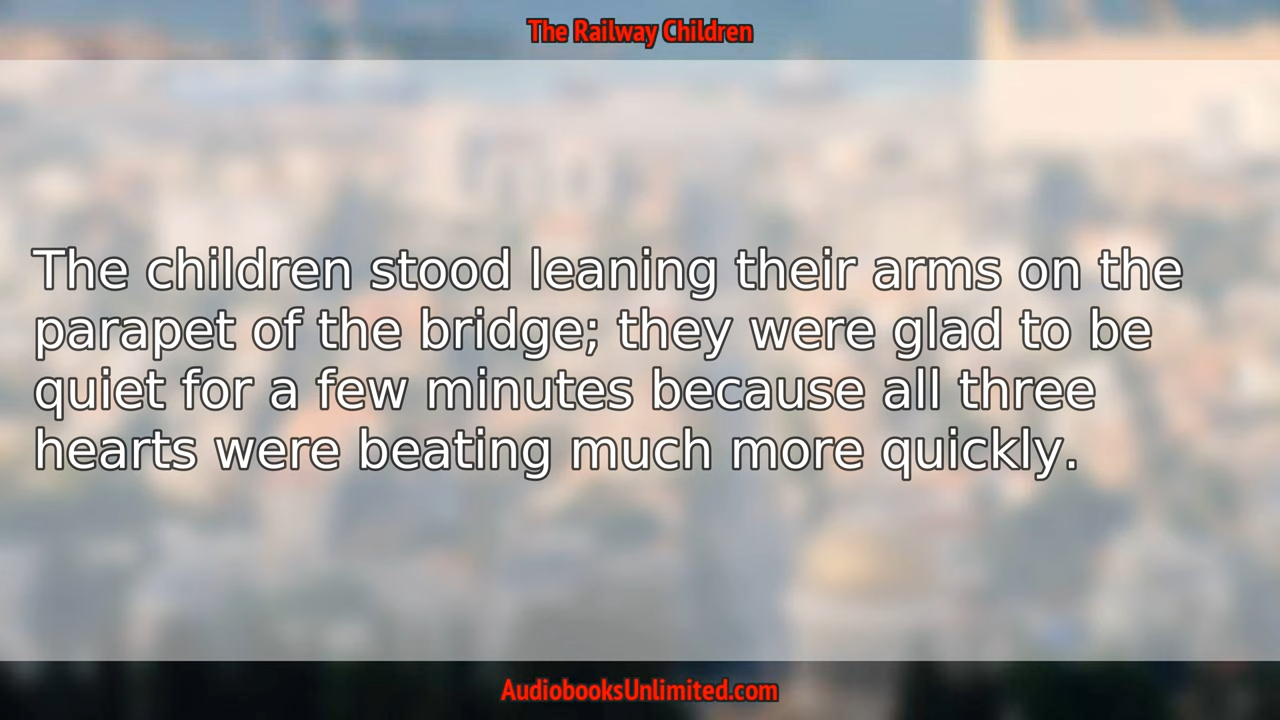 The Railway Children
The children stood leaning their arms on the
parapet of the bridge; they were glad to be
quiet for a few minutes because all three
hearts were beating much more quickly.
AudiobooksUnlimited.com